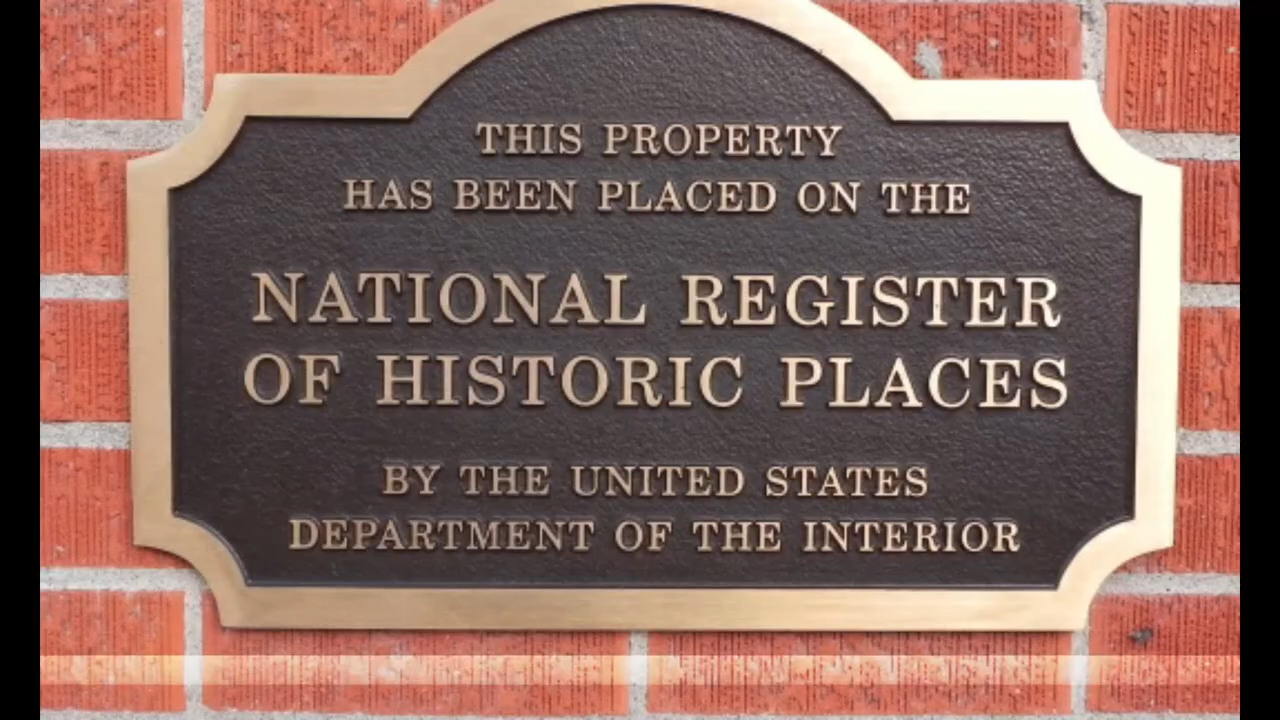 THIS PROPERTY
HAS BEEN PLACED ON THE
NATIONAL REGISTER
OF HISTORIC PLACES
BY THE UNITED STATES
DEPARTMENT OF THE INTERIOR